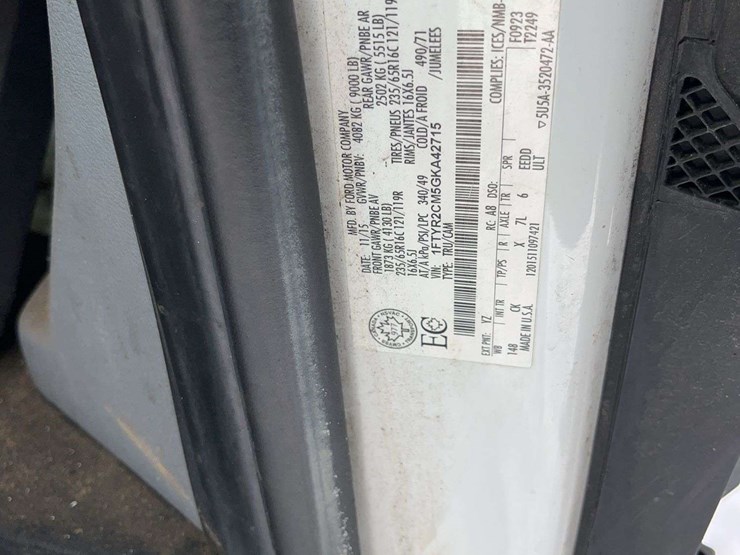 MFD. BY FORD MOTOR COMPANY
DATE: 11/15 GVWR/PNBV: 4082 KG ( 9000 LB)
FRONT GAWR/PNBE AV REAR GAWR/PNBE AR
1873 KG ( 4130 LB) 2502 KG ( 5515 LB)
235/65R16C 121/119R TIRES/PNEUS 235/65R16C 121/119
16X6.5J RIMS/JANTES 16X6.5J
AT/A kPa/PSI/LPC 340/49 COLD/A FROID 490/71
VIN: 1FTYR2CM5GKA42715 /JUMELEES
TYPE: TRU/CAM
EC
COMPLIES: ICES/NMB-
EXT PNT: YZ RC: AB DSO: F0923
WB INT TR TP/PS R AXLE TR SPR T2249
148 CK X 7L 6 EEDD
ULT
MADE IN U.S.A. 1201511097421
5U5A-3520472-AA